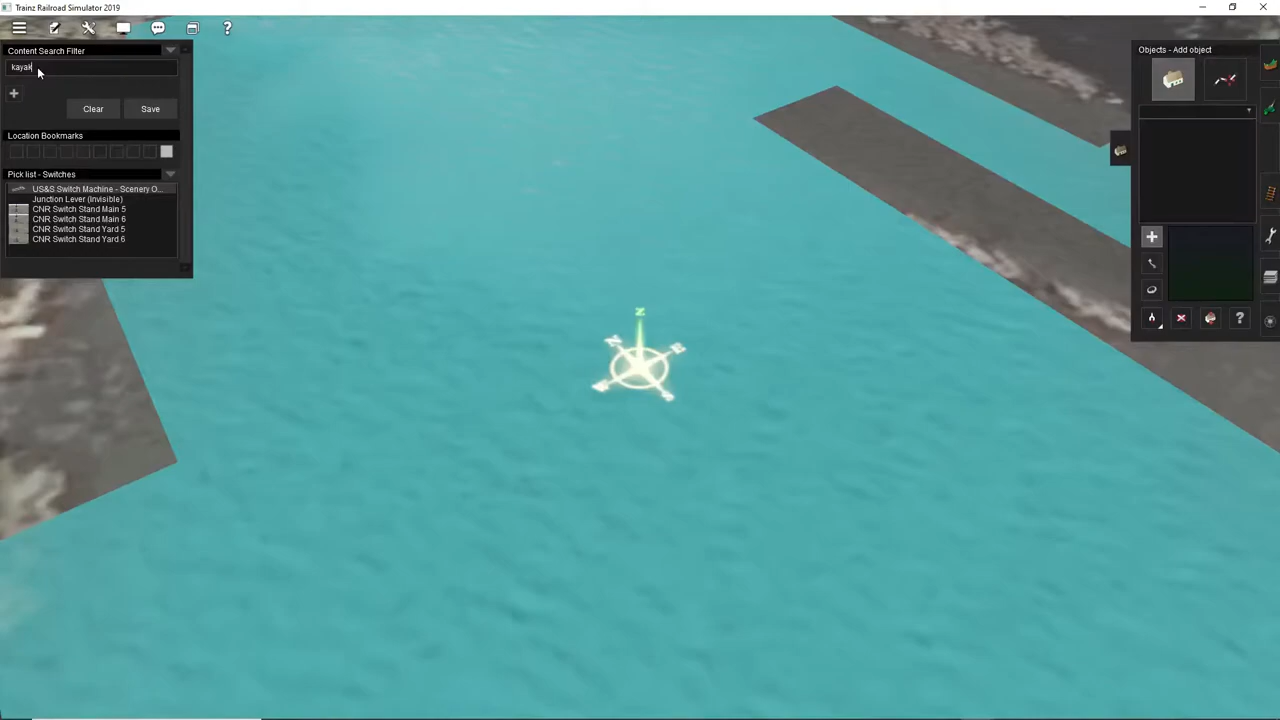 Trainz Railroad Simulator 2019
Content Search Filter
kayak
Clear
Save
Location Bookmarks
Pick list - Switches
US&S Switch Machine - Scenery O...
Junction Lever (Invisible)
CNR Switch Stand Main 5
CNR Switch Stand Main 6
CNR Switch Stand Yard 5
CNR Switch Stand Yard 6
Objects - Add object